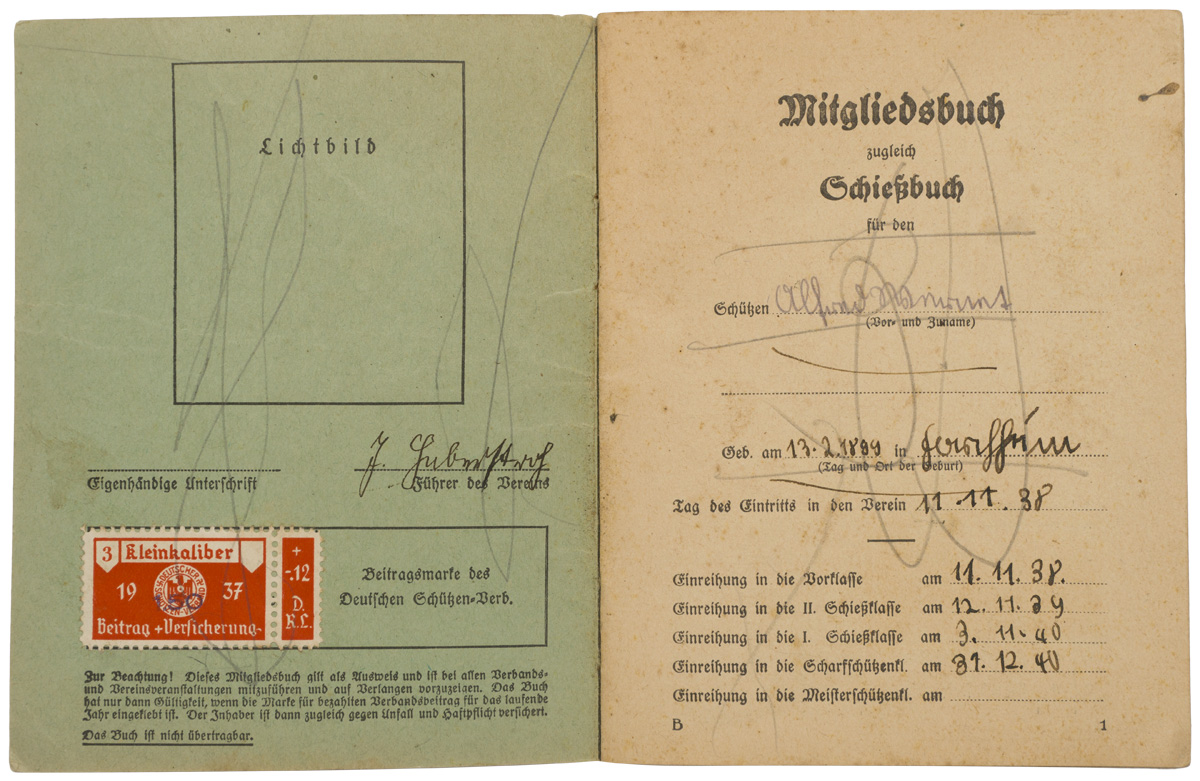 Lichtbild
J. Haberstroh
Eigenhändige Unterschrift
Führer des Vereins
3 Kleinkaliber
19 37
Beitrag + Versicherung
+
-.12
D.
R.L.
Beitragsmarke des
Deutschen Schützen-Verb.
Zur Beachtung! Dieses Mitgliedsbuch gilt als Ausweis und ist bei allen Verbands-
und Vereinsveranstaltungen mitzuführen und auf Verlangen vorzuzeigen. Das Buch
hat nur dann Gültigkeit, wenn die Marke für bezahlten Verbandsbeitrag für das laufende
Jahr eingeklebt ist. Der Inhaber ist dann zugleich gegen Unfall und Haftpflicht versichert.
Das Buch ist nicht übertragbar.
Mitgliedsbuch
zugleich
Schießbuch
für den
Schützen Alfred
(Vor- und Zuname)
Geb. am 13.2.1899 in Forchheim
(Tag und Ort der Geburt)
Tag des Eintritts in den Verein 11.11.38
Einreihung in die Vorklasse am 11.11.38.
Einreihung in die II. Schießklasse am 12.11.39
Einreihung in die I. Schießklasse am 3.11.40
Einreihung in die Scharfschützenkl. am 31.12.40
Einreihung in die Meisterschützenkl. am
B 1